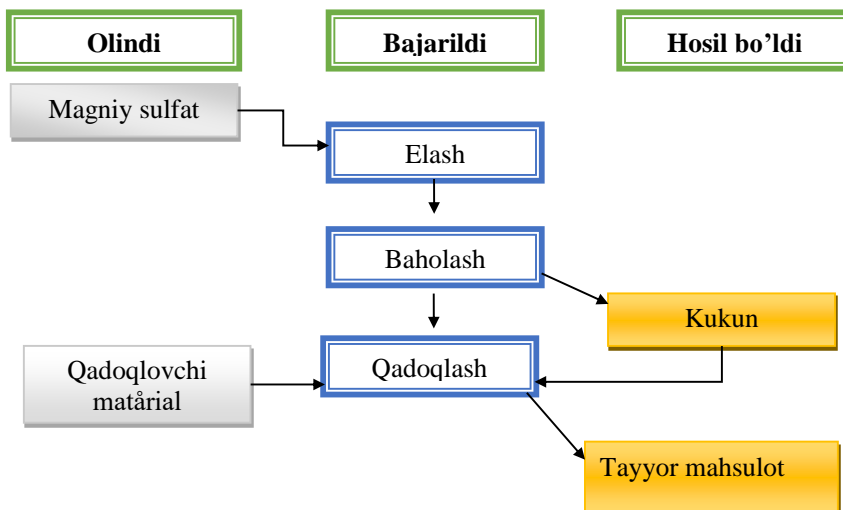 Olindi
Bajarildi
Hosil bo’ldi
Magniy sulfat
Elash
Baholash
Kukun
Qadoqlovchi
matårial
Qadoqlash
Tayyor mahsulot